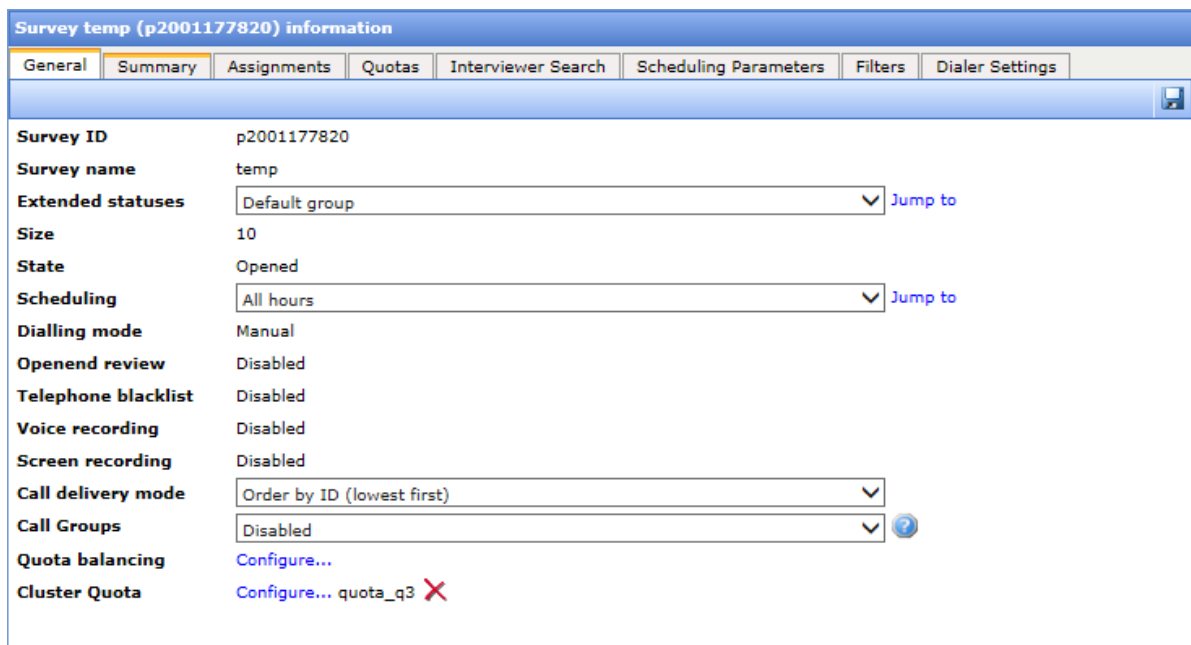 Survey temp (p2001177820) information
General Summary Assignments Quotas Interviewer Search Scheduling Parameters Filters Dialer Settings
Survey ID p2001177820
Survey name temp
Extended statuses Default group Jump to
Size 10
State Opened
Scheduling All hours Jump to
Dialling mode Manual
Openend review Disabled
Telephone blacklist Disabled
Voice recording Disabled
Screen recording Disabled
Call delivery mode Order by ID (lowest first)
Call Groups Disabled ?
Quota balancing Configure...
Cluster Quota Configure... quota_q3